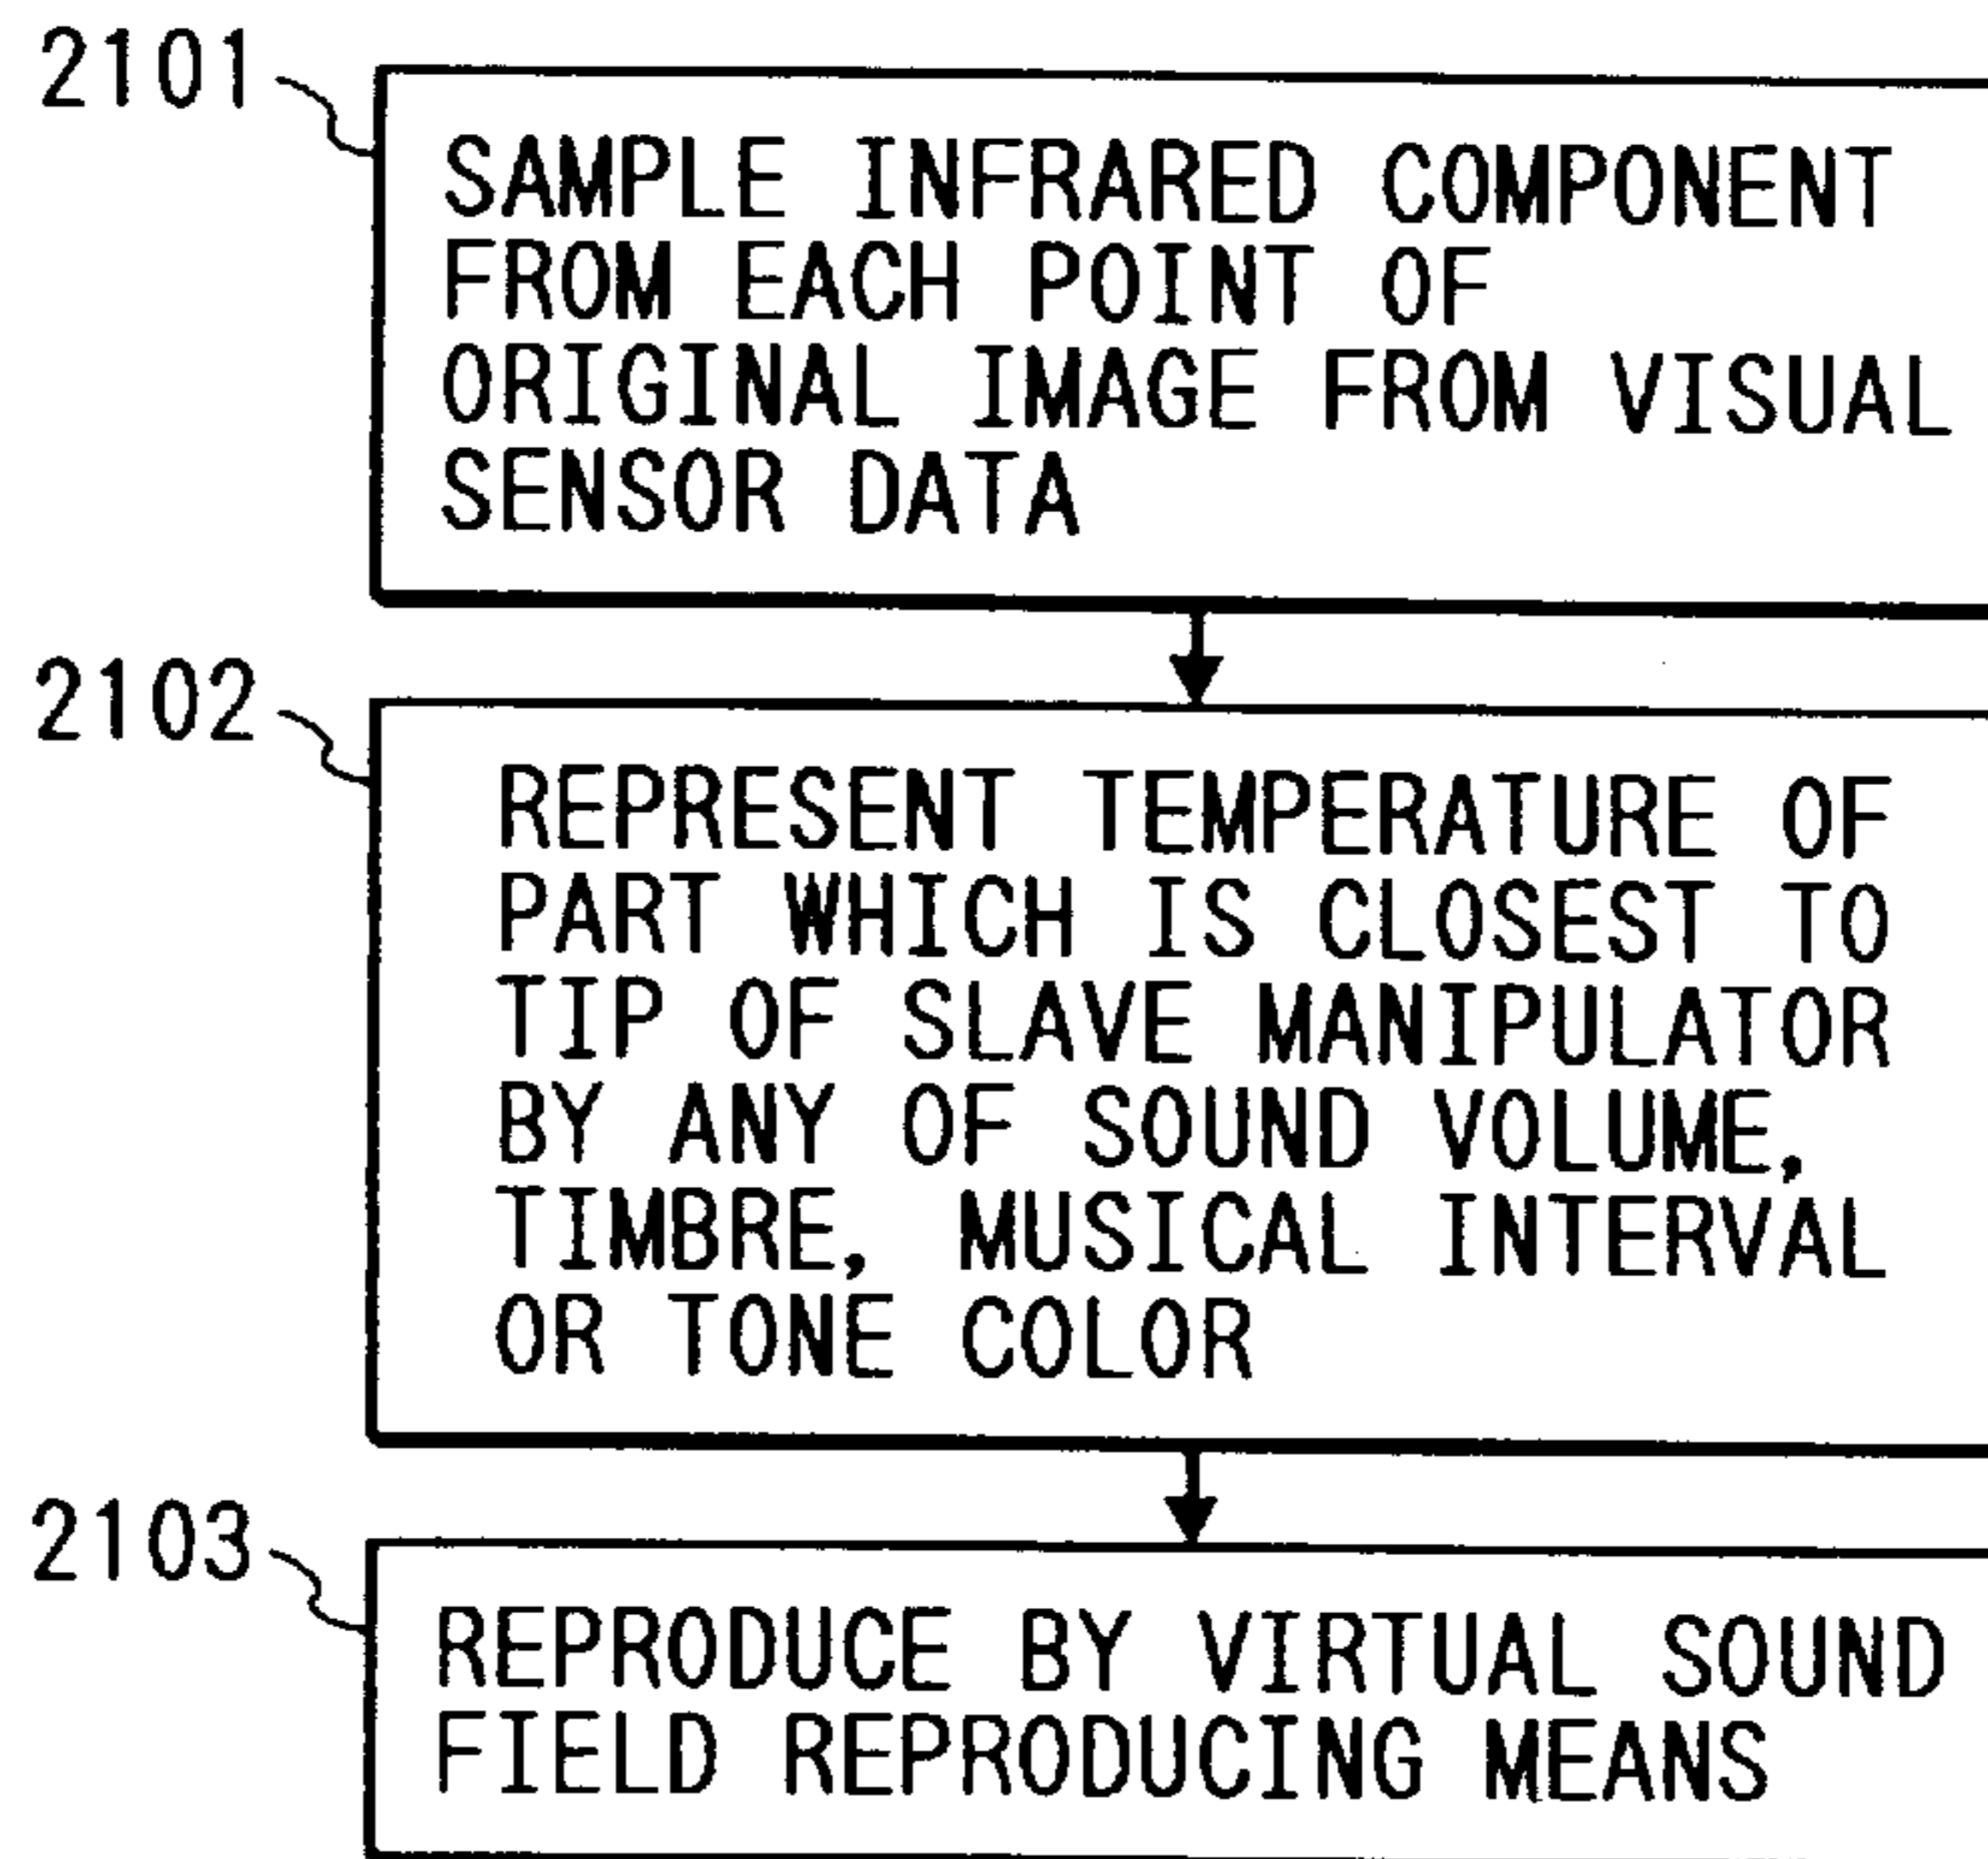 2101
SAMPLE INFRARED COMPONENT
FROM EACH POINT OF
ORIGINAL IMAGE FROM VISUAL
SENSOR DATA
2102
REPRESENT TEMPERATURE OF
PART WHICH IS CLOSEST TO
TIP OF SLAVE MANIPULATOR
BY ANY OF SOUND VOLUME,
TIMBRE, MUSICAL INTERVAL
OR TONE COLOR
2103
REPRODUCE BY VIRTUAL SOUND
FIELD REPRODUCING MEANS